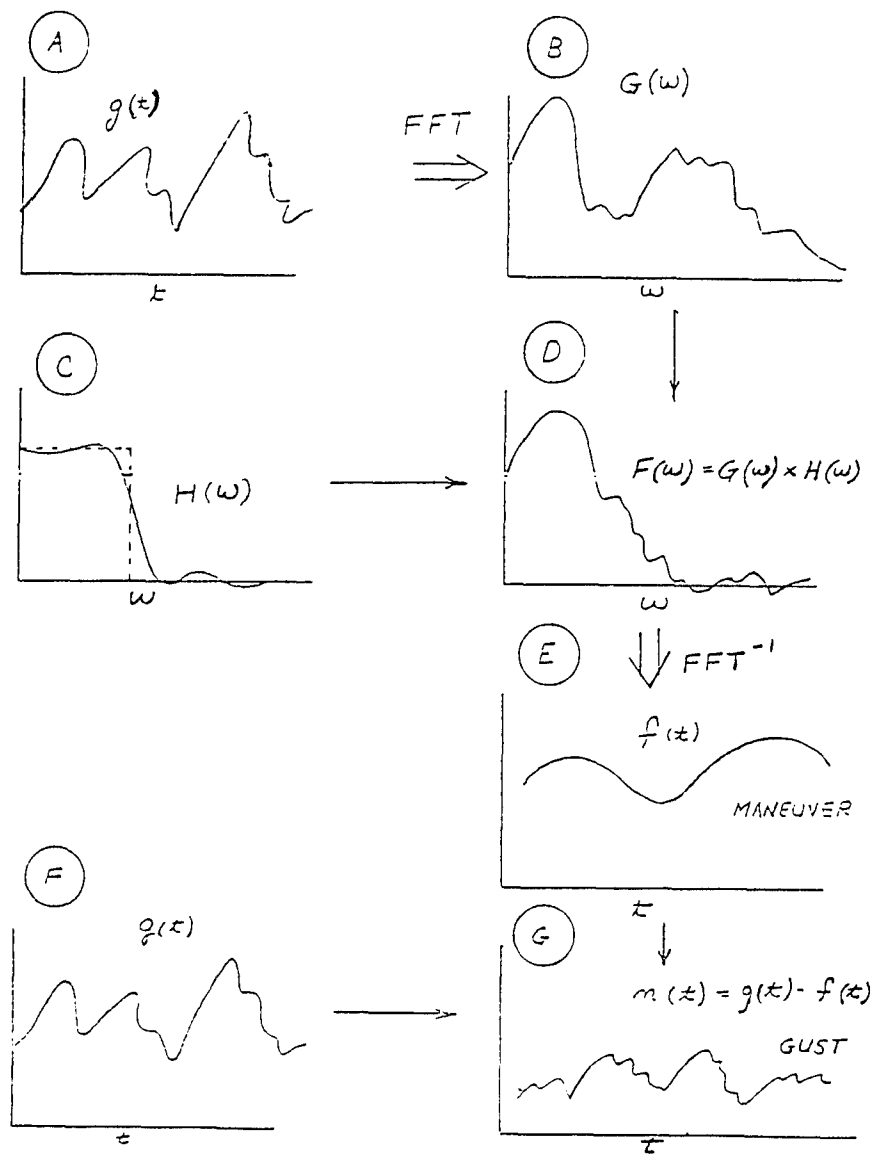 A
g(t)
t
FFT
B
G(ω)
ω
C
H(ω)
ω
D
F(ω) = G(ω) × H(ω)
ω
E
FFT⁻¹
f(t)
MANEUVER
t
F
g(t)
t
G
n(t) = g(t) - f(t)
GUST
t